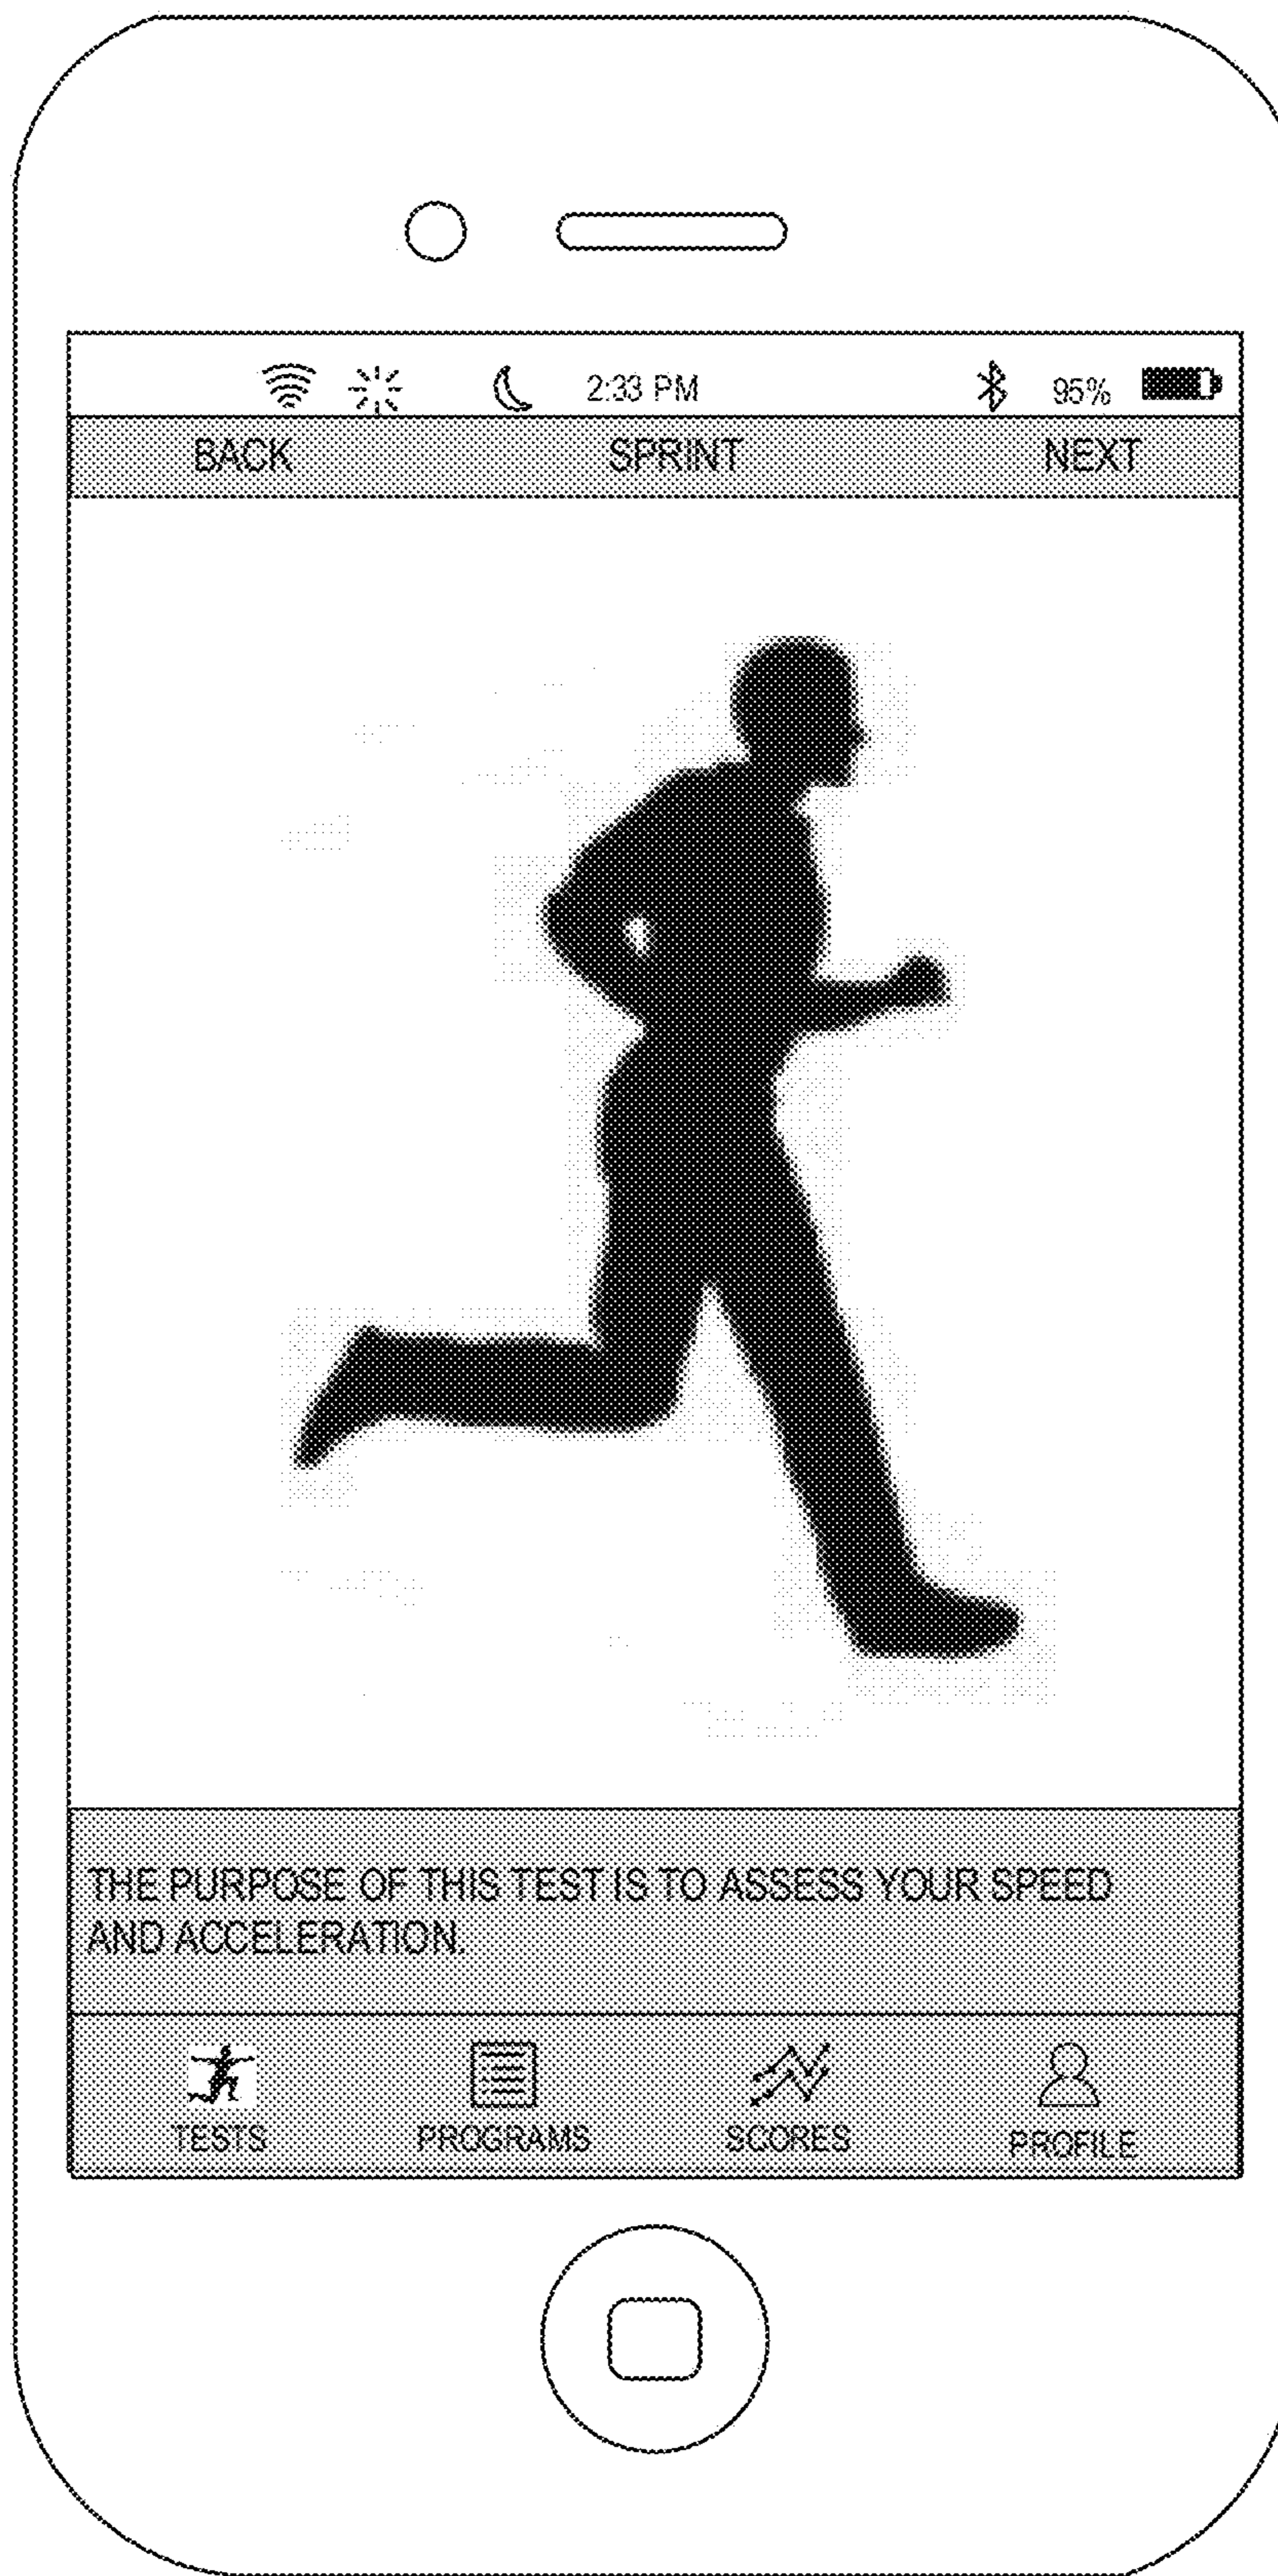 2:33 PM 95%
BACK SPRINT NEXT
THE PURPOSE OF THIS TEST IS TO ASSESS YOUR SPEED
AND ACCELERATION.
TESTS PROGRAMS SCORES PROFILE